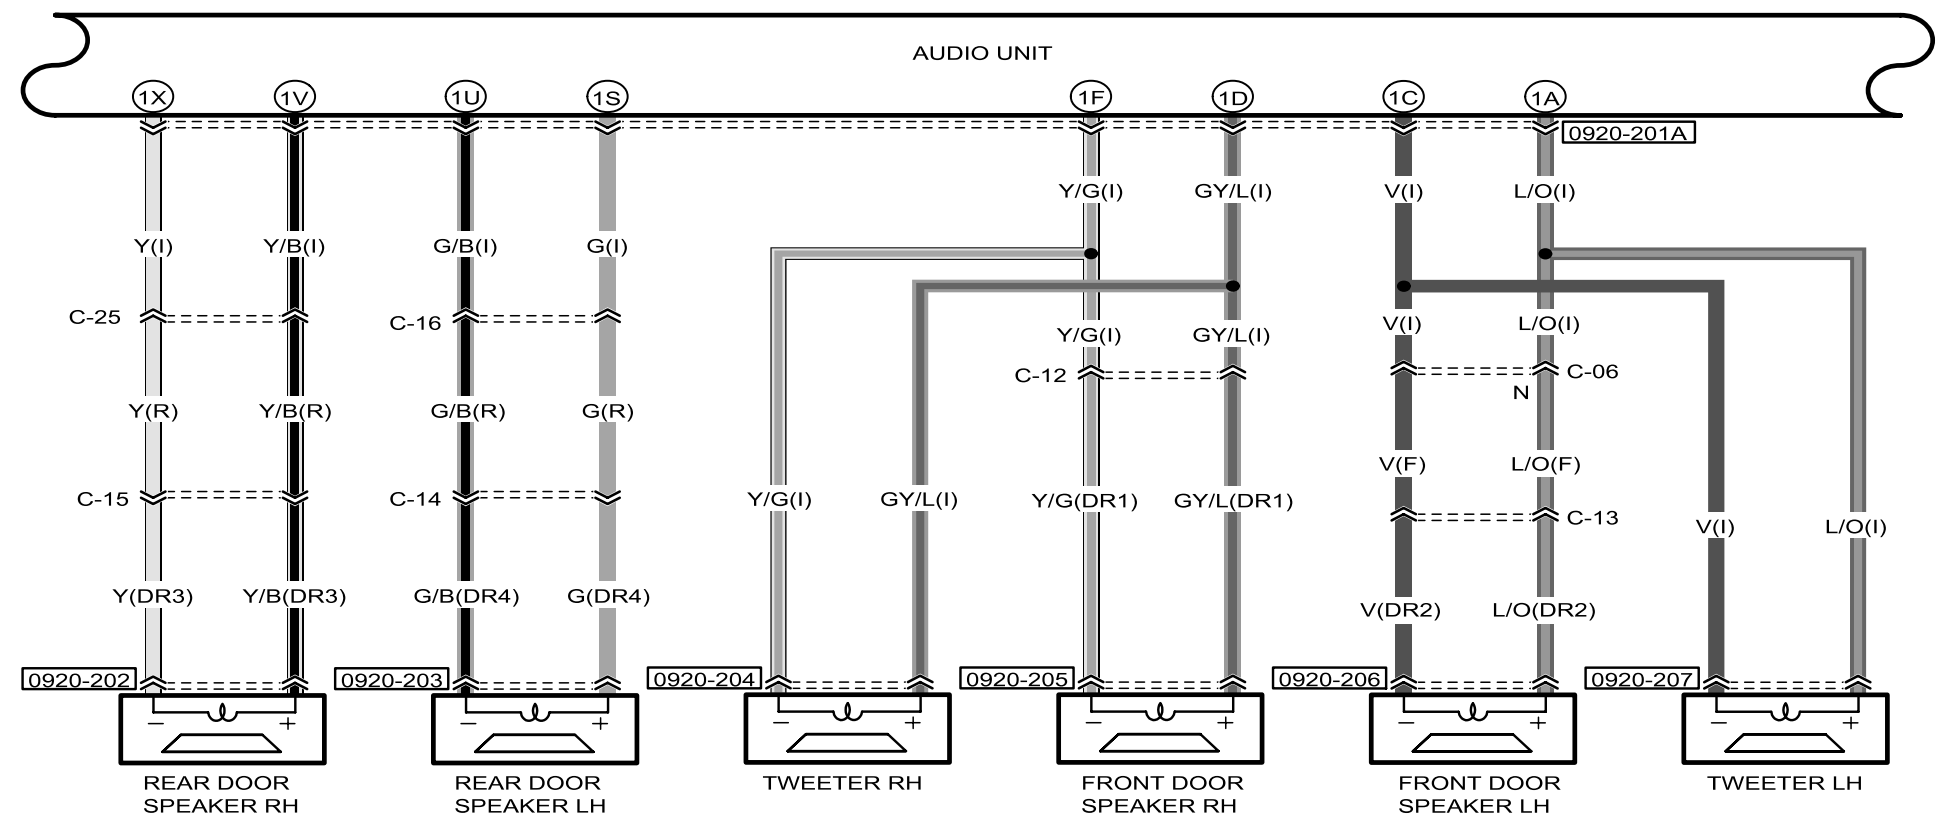 AUDIO UNIT
1X 1V 1U 1S 1F 1D 1C 1A
0920-201A
Y/G(I) GY/L(I) V(I) L/O(I)
Y(I) Y/B(I) G/B(I) G(I)
C-25 C-16
Y/G(I) GY/L(I) V(I) L/O(I)
C-12 C-06
N
Y(R) Y/B(R) G/B(R) G(R)
V(F) L/O(F)
C-15 C-14 Y/G(I) GY/L(I) Y/G(DR1) GY/L(DR1)
C-13
V(I) L/O(I)
Y(DR3) Y/B(DR3) G/B(DR4) G(DR4) V(DR2) L/O(DR2)
0920-202 0920-203 0920-204 0920-205 0920-206 0920-207
− + − + − + − + − + − +
REAR DOOR
SPEAKER RH
REAR DOOR
SPEAKER LH
TWEETER RH
FRONT DOOR
SPEAKER RH
FRONT DOOR
SPEAKER LH
TWEETER LH